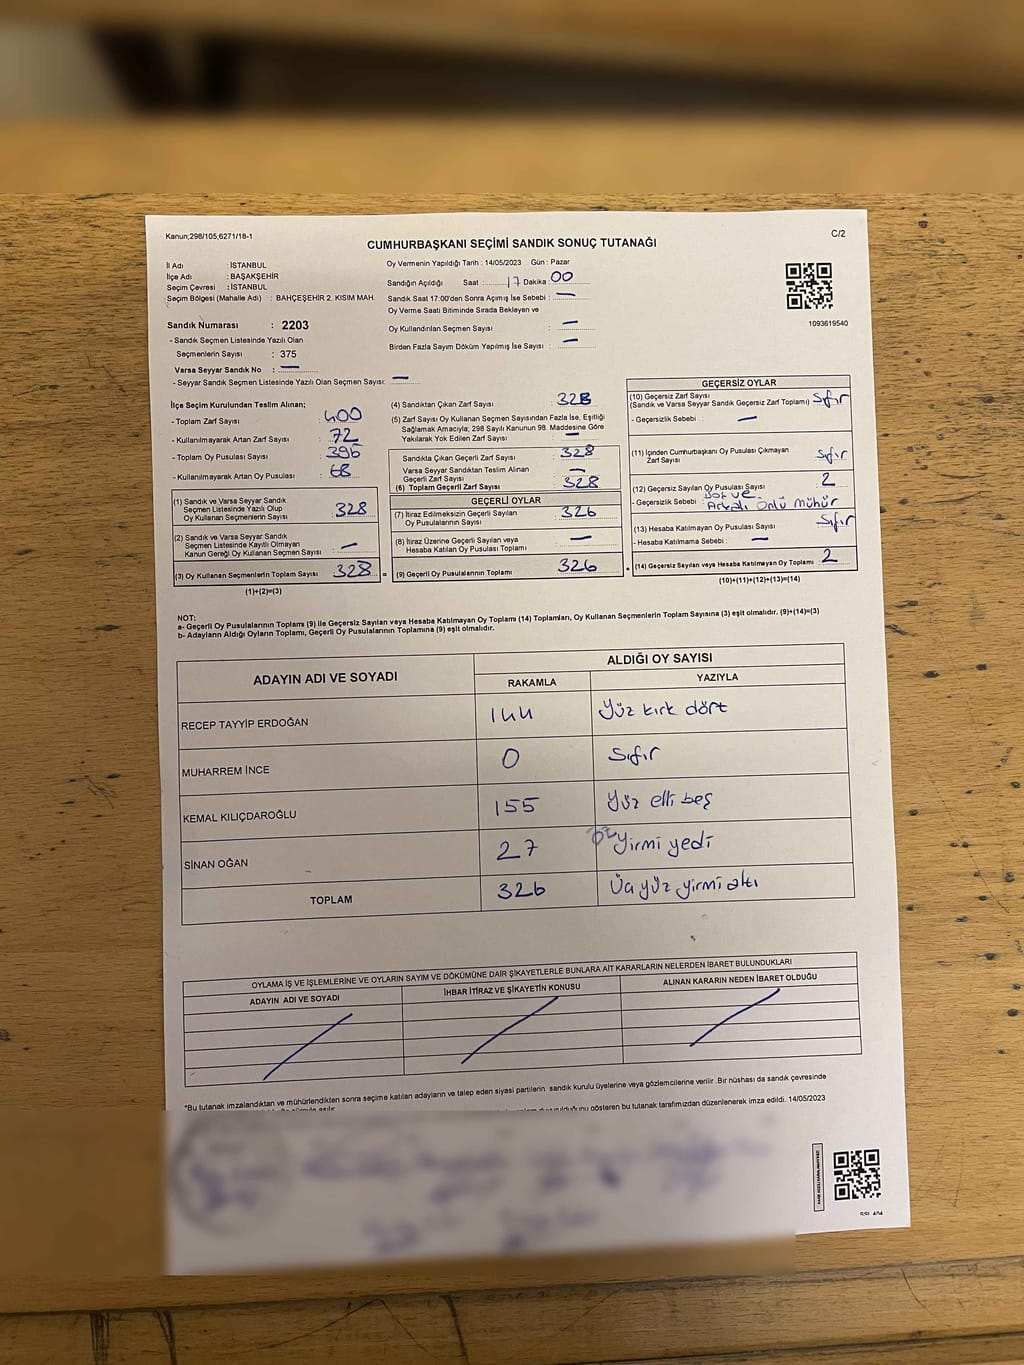 Kanun;298/105,6271/18-1
C/2
CUMHURBAŞKANI SEÇİMİ SANDIK SONUÇ TUTANAĞI
İl Adı : İSTANBUL
İlçe Adı : BAŞAKŞEHİR
Seçim Çevresi : İSTANBUL
Seçim Bölgesi (Mahalle Adı) : BAHÇEŞEHİR 2. KISIM MAH.
Oy Vermenin Yapıldığı Tarih : 14/05/2023 Gün : Pazar
Sandığın Açıldığı Saat : 17 Dakika 00
Sandık Saat 17:00'den Sonra Açımış İse Sebebi : —
Oy Verme Saati Bitiminde Sırada Bekleyen ve
Oy Kullandırılan Seçmen Sayısı : —
Birden Fazla Sayım Döküm Yapılmış İse Sayısı : —
1093619540
Sandık Numarası : 2203
- Sandık Seçmen Listesinde Yazılı Olan
Seçmenlerin Sayısı : 375
Varsa Seyyar Sandık No : —
- Seyyar Sandık Seçmen Listesinde Yazılı Olan Seçmen Sayısı: —
İlçe Seçim Kurulundan Teslim Alınan;
- Toplam Zarf Sayısı : 400
- Kullanılmayarak Artan Zarf Sayısı : 72
- Toplam Oy Pusulası Sayısı : 396
- Kullanılmayarak Artan Oy Pusulası : 68
(1) Sandık ve Varsa Seyyar Sandık
Seçmen Listesinde Yazılı Olup
Oy Kullanan Seçmenlerin Sayısı : 328
(2) Sandık ve Varsa Seyyar Sandık
Seçmen Listesinde Kayıtlı Olmayan
Kanun Gereği Oy Kullanan Seçmen Sayısı : —
(3) Oy Kullanan Seçmenlerin Toplam Sayısı 328 =
(1)+(2)=(3)
(4) Sandıktan Çıkan Zarf Sayısı : 328
(5) Zarf Sayısı Oy Kullanan Seçmen Sayısından Fazla İse, Eşitliği
Sağlamak Amacıyla; 298 Sayılı Kanunun 98. Maddesine Göre
Yakılarak Yok Edilen Zarf Sayısı : —
Sandıkta Çıkan Geçerli Zarf Sayısı : 328
Varsa Seyyar Sandıktan Teslim Alınan
Geçerli Zarf Sayısı : —
(6) Toplam Geçerli Zarf Sayısı : 328
GEÇERLİ OYLAR
(7) İtiraz Edilmeksizin Geçerli Sayılan
Oy Pusulalarının Sayısı : 326
(8) İtiraz Üzerine Geçerli Sayılan veya
Hesaba Katılan Oy Pusulası Toplamı : —
(9) Geçerli Oy Pusulalarının Toplamı : 326 +
GEÇERSİZ OYLAR
(10) Geçersiz Zarf Sayısı
(Sandık ve Varsa Seyyar Sandık Geçersiz Zarf Toplamı) Sıfır
- Geçersizlik Sebebi : —
(11) İçinden Cumhurbaşkanı Oy Pusulası Çıkmayan
Zarf Sayısı : Sıfır
(12) Geçersiz Sayılan Oy Pusulası Sayısı : 2
- Geçersizlik Sebebi : ve Arkalı Önlü mühür
(13) Hesaba Katılmayan Oy Pusulası Sayısı : Sıfır
- Hesaba Katılmama Sebebi : —
(14) Geçersiz Sayılan veya Hesaba Katılmayan Oy Toplamı 2
(10)+(11)+(12)+(13)=(14)
NOT:
a- Geçerli Oy Pusulalarının Toplamı (9) ile Geçersiz Sayılan veya Hesaba Katılmayan Oy Toplamı (14) Toplamları, Oy Kullanan Seçmenlerin Toplam Sayısına (3) eşit olmalıdır. (9)+(14)=(3)
b- Adayların Aldığı Oyların Toplamı, Geçerli Oy Pusulalarının Toplamına (9) eşit olmalıdır.
ADAYIN ADI VE SOYADI
ALDIĞI OY SAYISI
RAKAMLA YAZIYLA
RECEP TAYYİP ERDOĞAN 144 Yüz kırk dört
MUHARREM İNCE 0 Sıfır
KEMAL KILIÇDAROĞLU 155 Yüz elli beş
SİNAN OĞAN 27 Yirmi yedi
TOPLAM 326 Üç yüz yirmi altı
OYLAMA İŞ VE İŞLEMLERİNE VE OYLARIN SAYIM VE DÖKÜMÜNE DAİR ŞİKAYETLERLE BUNLARA AİT KARARLARIN NELERDEN İBARET BULUNDUKLARI
ADAYIN ADI VE SOYADI
İHBAR İTİRAZ VE ŞİKAYETİN KONUSU
ALINAN KARARIN NEDEN İBARET OLDUĞU
*Bu tutanak imzalandıktan ve mühürlendikten sonra seçime katılan adayların ve talep eden siyasi partilerin sandık kurulu üyelerine veya gözlemcilerine verilir .Bir nüshası da sandık çevresinde
gösteren bu tutanak tarafımızdan düzenlenerek imza edildi. 14/05/2023